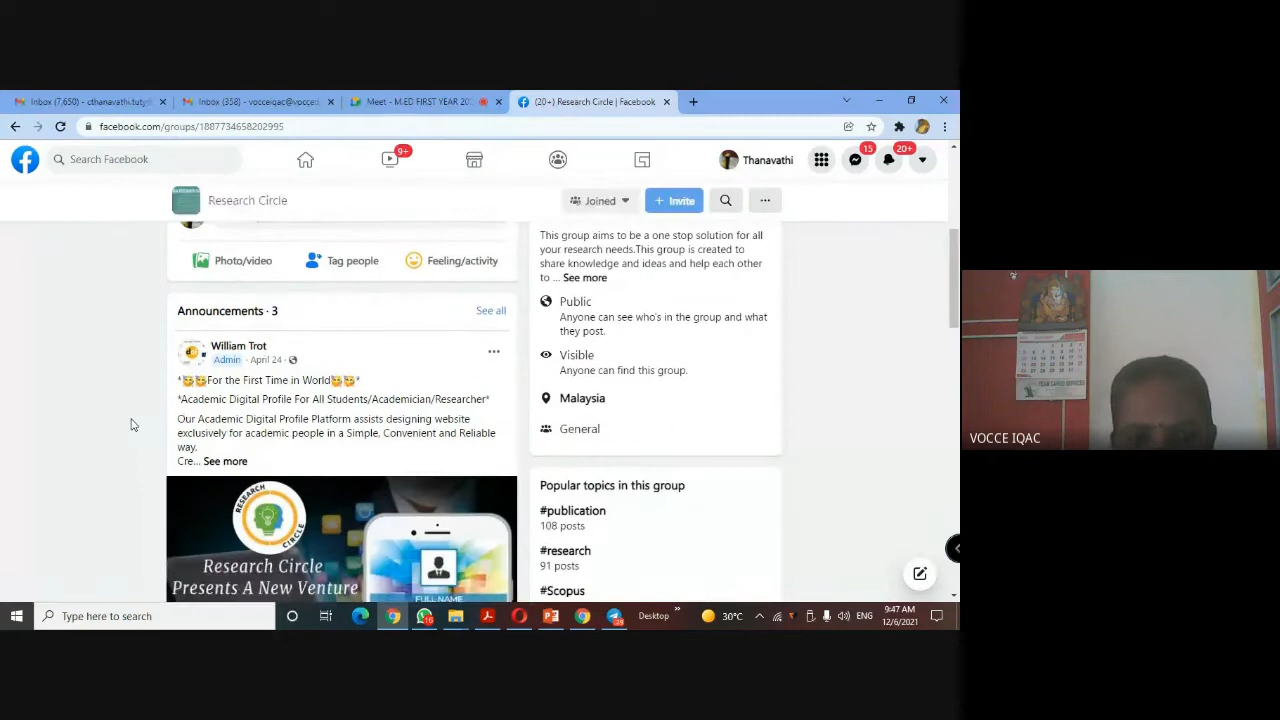 Inbox (7,650) - cthanavathi.tuty
Inbox (358) - vocceiqac@vocced
Meet - M.ED FIRST YEAR 202
(20+) Research Circle | Facebook
facebook.com/groups/1887734658202995
Search Facebook
9+
Thanavathi
15
20+
Research Circle
Joined
+ Invite
Photo/video
Tag people
Feeling/activity
Announcements · 3
See all
William Trot
Admin · April 24 ·
*🥰🥰For the First Time in World🥰🥰*
*Academic Digital Profile For All Students/Academician/Researcher*
Our Academic Digital Profile Platform assists designing website
exclusively for academic people in a Simple, Convenient and Reliable
way.
Cre... See more
RESEARCH
CIRCLE
Research Circle
Presents A New Venture
FULL NAME
This group aims to be a one stop solution for all
your research needs.This group is created to
share knowledge and ideas and help each other
to ... See more
Public
Anyone can see who's in the group and what
they post.
Visible
Anyone can find this group.
Malaysia
General
Popular topics in this group
#publication
108 posts
#research
91 posts
#Scopus
Type here to search
16
39
Desktop
30°C
ENG
9:47 AM
12/6/2021
VOCCE IQAC